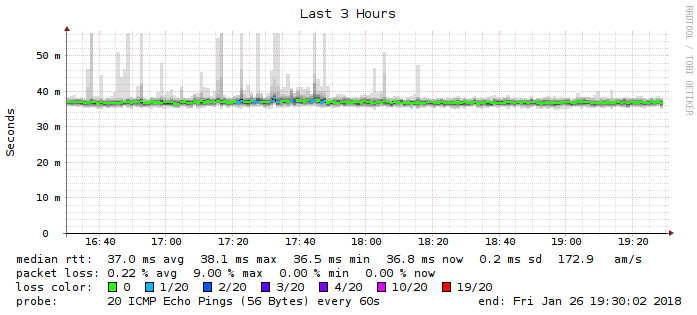 Last 3 Hours
RRDTOOL / TOBI OETIKER
Seconds
50 m
40 m
30 m
20 m
10 m
0
16:40 17:00 17:20 17:40 18:00 18:20 18:40 19:00 19:20
median rtt: 37.0 ms avg 38.1 ms max 36.5 ms min 36.8 ms now 0.2 ms sd 172.9 am/s
packet loss: 0.22 % avg 9.00 % max 0.00 % min 0.00 % now
loss color: 0 1/20 2/20 3/20 4/20 10/20 19/20
probe: 20 ICMP Echo Pings (56 Bytes) every 60s end: Fri Jan 26 19:30:02 2018